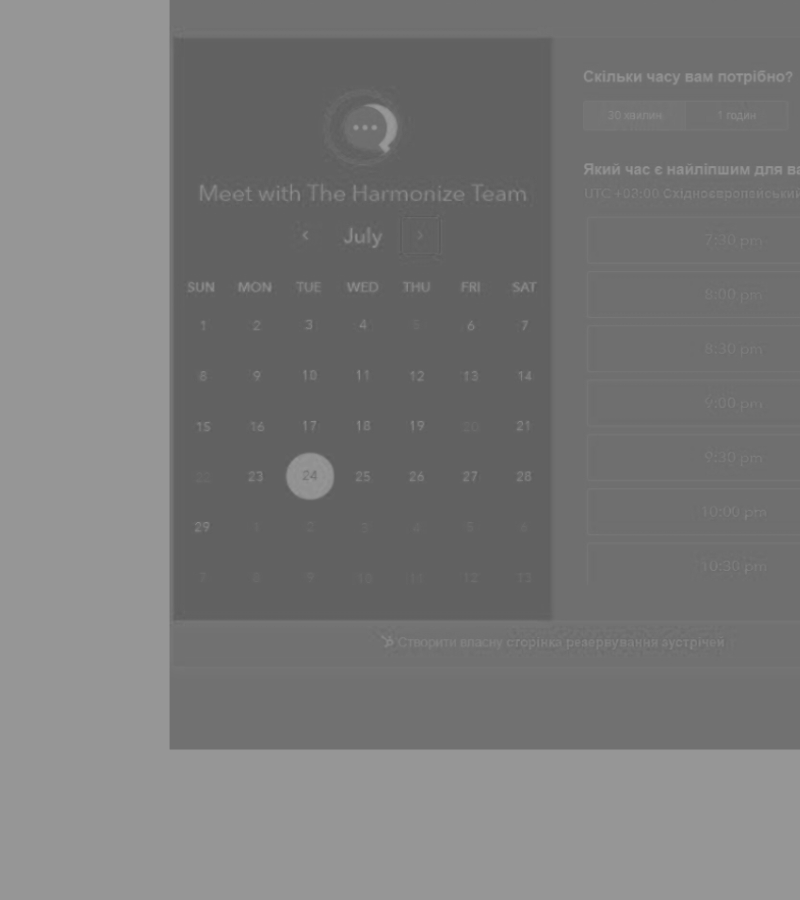 Meet with The Harmonize Team
July
SUN MON TUE WED THU FRI SAT
1 2 3 4 5 6 7
8 9 10 11 12 13 14
15 16 17 18 19 20 21
22 23 24 25 26 27 28
29 1 2 3 4 5 6
7 8 9 10 11 12 13
Скільки часу вам потрібно?
30 хвилин 1 годин
Який час є найліпшим для ва
UTC +03:00 Східноєвропейський
7:30 pm
8:00 pm
8:30 pm
9:00 pm
9:30 pm
10:00 pm
10:30 pm
Створити власну сторінка резервування зустрічей